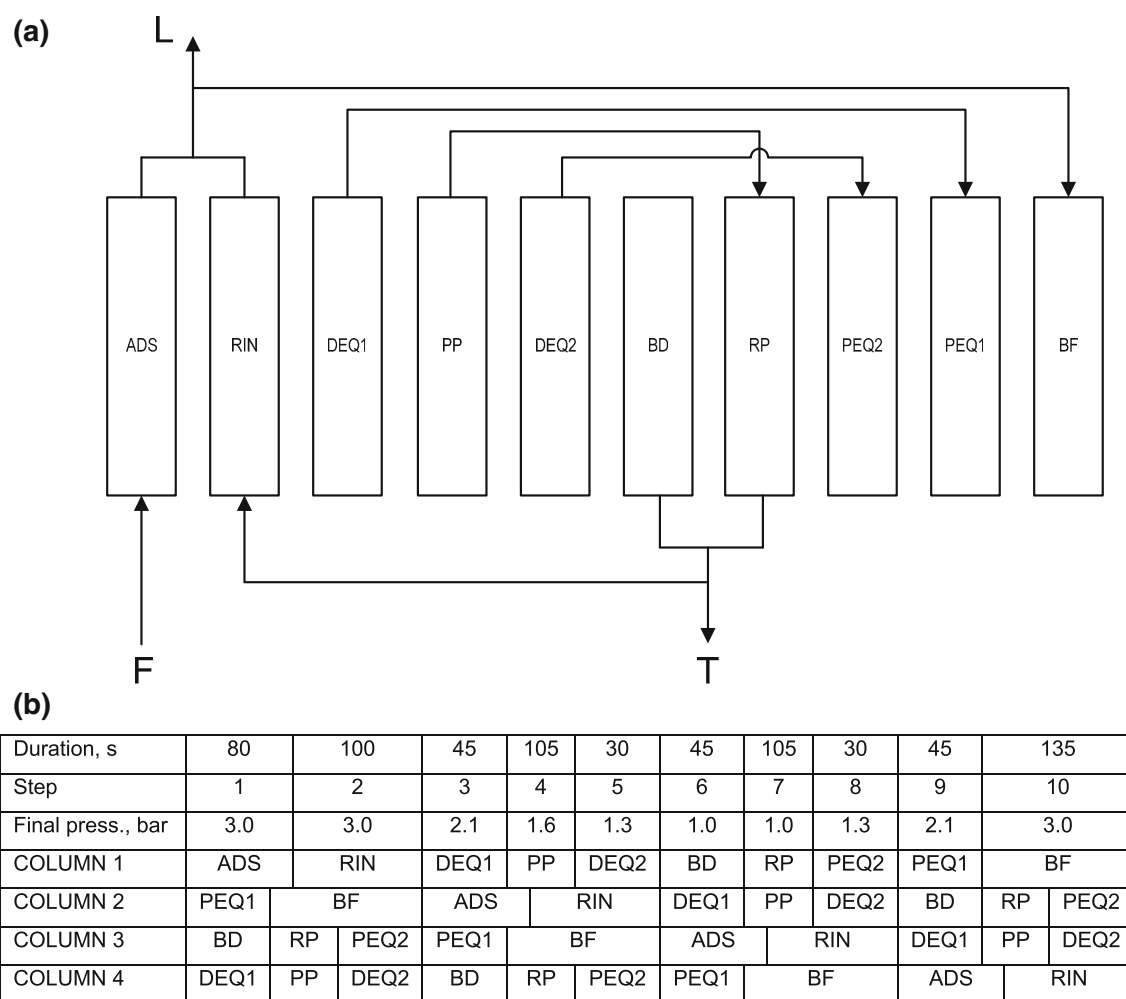 (a)
L
ADS RIN DEQ1 PP DEQ2 BD RP PEQ2 PEQ1 BF
F T
(b)
Duration, s 80 100 45 105 30 45 105 30 45 135
Step 1 2 3 4 5 6 7 8 9 10
Final press., bar 3.0 3.0 2.1 1.6 1.3 1.0 1.0 1.3 2.1 3.0
COLUMN 1 ADS RIN DEQ1 PP DEQ2 BD RP PEQ2 PEQ1 BF
COLUMN 2 PEQ1 BF ADS RIN DEQ1 PP DEQ2 BD RP PEQ2
COLUMN 3 BD RP PEQ2 PEQ1 BF ADS RIN DEQ1 PP DEQ2
COLUMN 4 DEQ1 PP DEQ2 BD RP PEQ2 PEQ1 BF ADS RIN